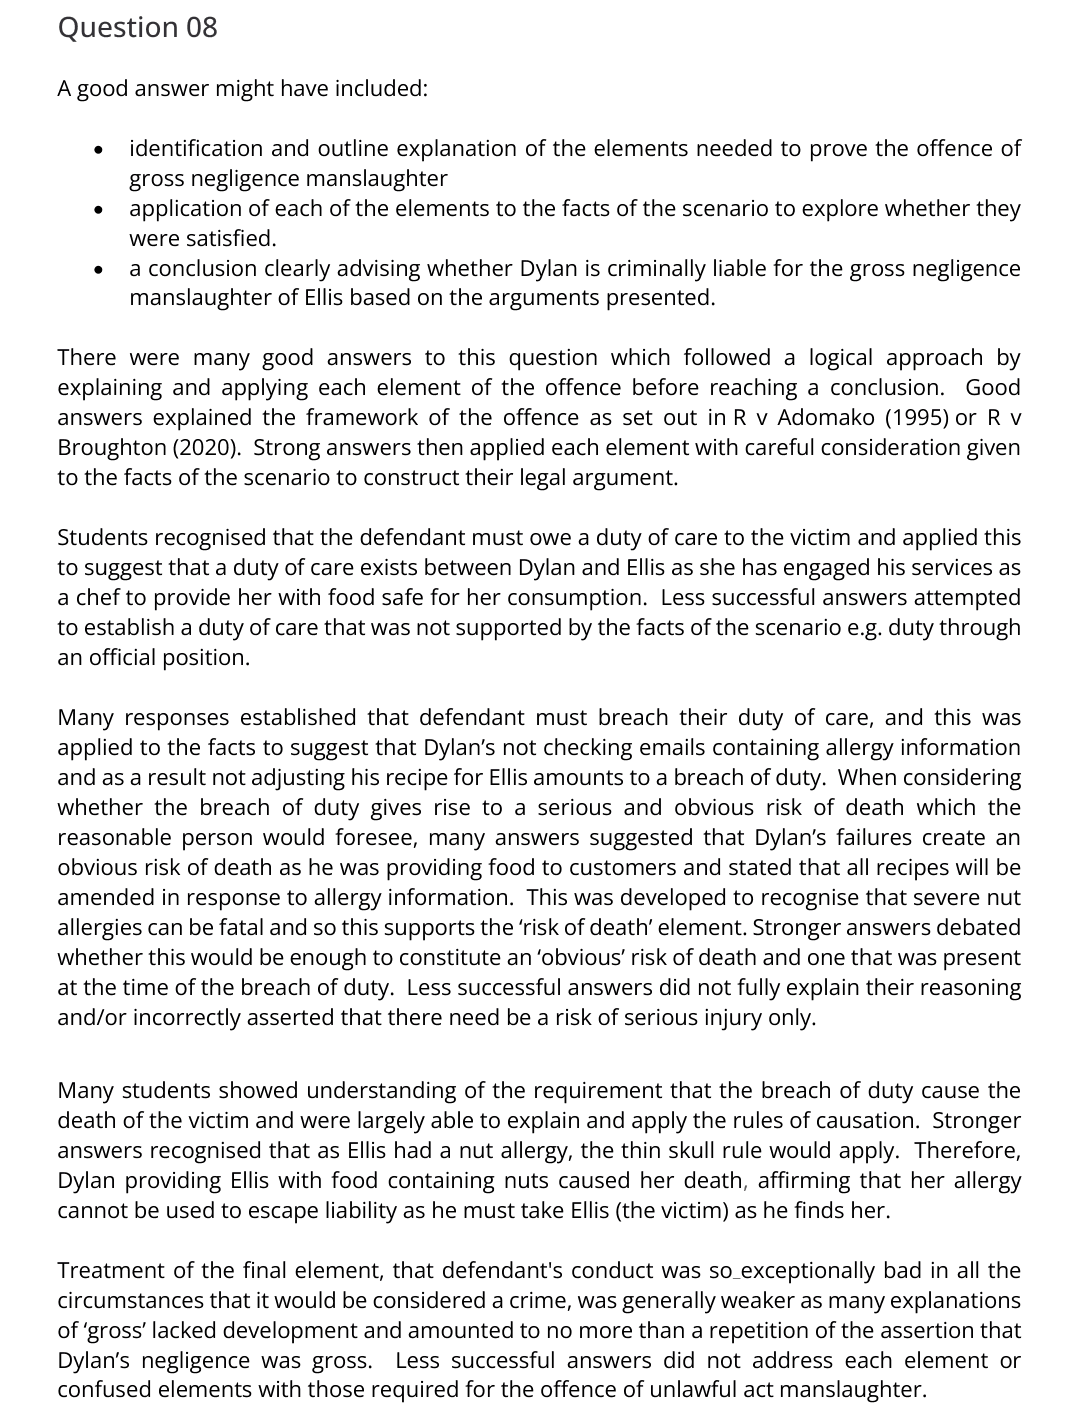 Question 08
A good answer might have included:
• identification and outline explanation of the elements needed to prove the offence of
gross negligence manslaughter
• application of each of the elements to the facts of the scenario to explore whether they
were satisfied.
• a conclusion clearly advising whether Dylan is criminally liable for the gross negligence
manslaughter of Ellis based on the arguments presented.
There were many good answers to this question which followed a logical approach by
explaining and applying each element of the offence before reaching a conclusion.  Good
answers explained the framework of the offence as set out in R v Adomako (1995) or R v
Broughton (2020).  Strong answers then applied each element with careful consideration given
to the facts of the scenario to construct their legal argument.
Students recognised that the defendant must owe a duty of care to the victim and applied this
to suggest that a duty of care exists between Dylan and Ellis as she has engaged his services as
a chef to provide her with food safe for her consumption.  Less successful answers attempted
to establish a duty of care that was not supported by the facts of the scenario e.g. duty through
an official position.
Many responses established that defendant must breach their duty of care, and this was
applied to the facts to suggest that Dylan’s not checking emails containing allergy information
and as a result not adjusting his recipe for Ellis amounts to a breach of duty.  When considering
whether the breach of duty gives rise to a serious and obvious risk of death which the
reasonable person would foresee, many answers suggested that Dylan’s failures create an
obvious risk of death as he was providing food to customers and stated that all recipes will be
amended in response to allergy information.  This was developed to recognise that severe nut
allergies can be fatal and so this supports the ‘risk of death’ element. Stronger answers debated
whether this would be enough to constitute an ‘obvious’ risk of death and one that was present
at the time of the breach of duty.  Less successful answers did not fully explain their reasoning
and/or incorrectly asserted that there need be a risk of serious injury only.
Many students showed understanding of the requirement that the breach of duty cause the
death of the victim and were largely able to explain and apply the rules of causation.  Stronger
answers recognised that as Ellis had a nut allergy, the thin skull rule would apply.  Therefore,
Dylan providing Ellis with food containing nuts caused her death, affirming that her allergy
cannot be used to escape liability as he must take Ellis (the victim) as he finds her.
Treatment of the final element, that defendant's conduct was so_exceptionally bad in all the
circumstances that it would be considered a crime, was generally weaker as many explanations
of ‘gross’ lacked development and amounted to no more than a repetition of the assertion that
Dylan’s negligence was gross.  Less successful answers did not address each element or
confused elements with those required for the offence of unlawful act manslaughter.